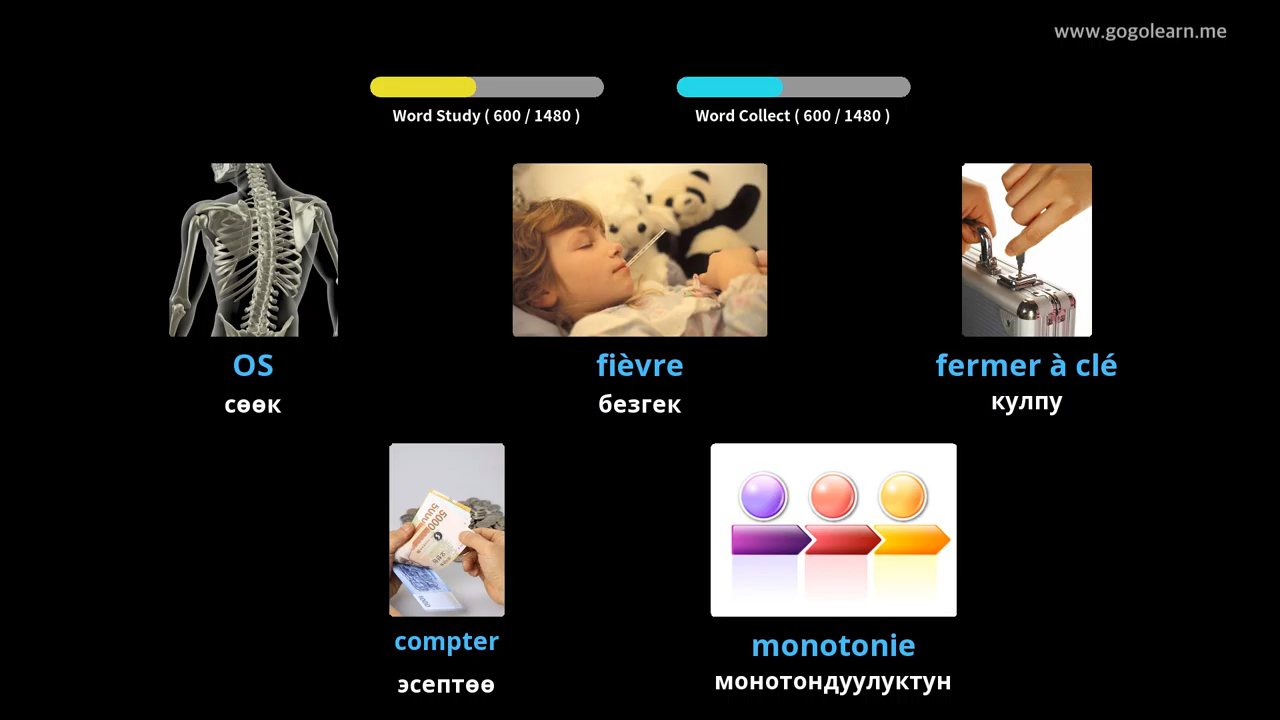 www.gogolearn.me
Word Study ( 600 / 1480 )
Word Collect ( 600 / 1480 )
OS
сөөк
fièvre
безгек
fermer à clé
кулпу
compter
эсептөө
monotonie
монотондуулуктун